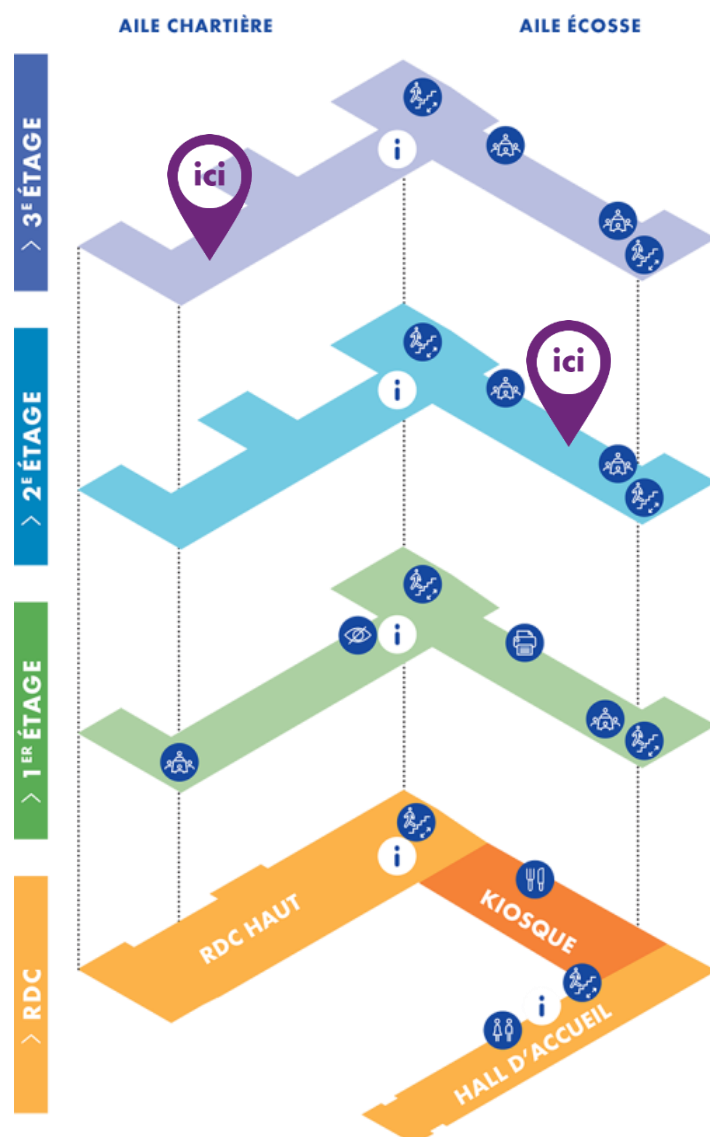 AILE CHARTIÈRE
AILE ÉCOSSE
> 3E ÉTAGE
ici
i
> 2E ÉTAGE
ici
i
> 1ER ÉTAGE
i
> RDC
i
RDC HAUT
KIOSQUE
i
HALL D'ACCUEIL